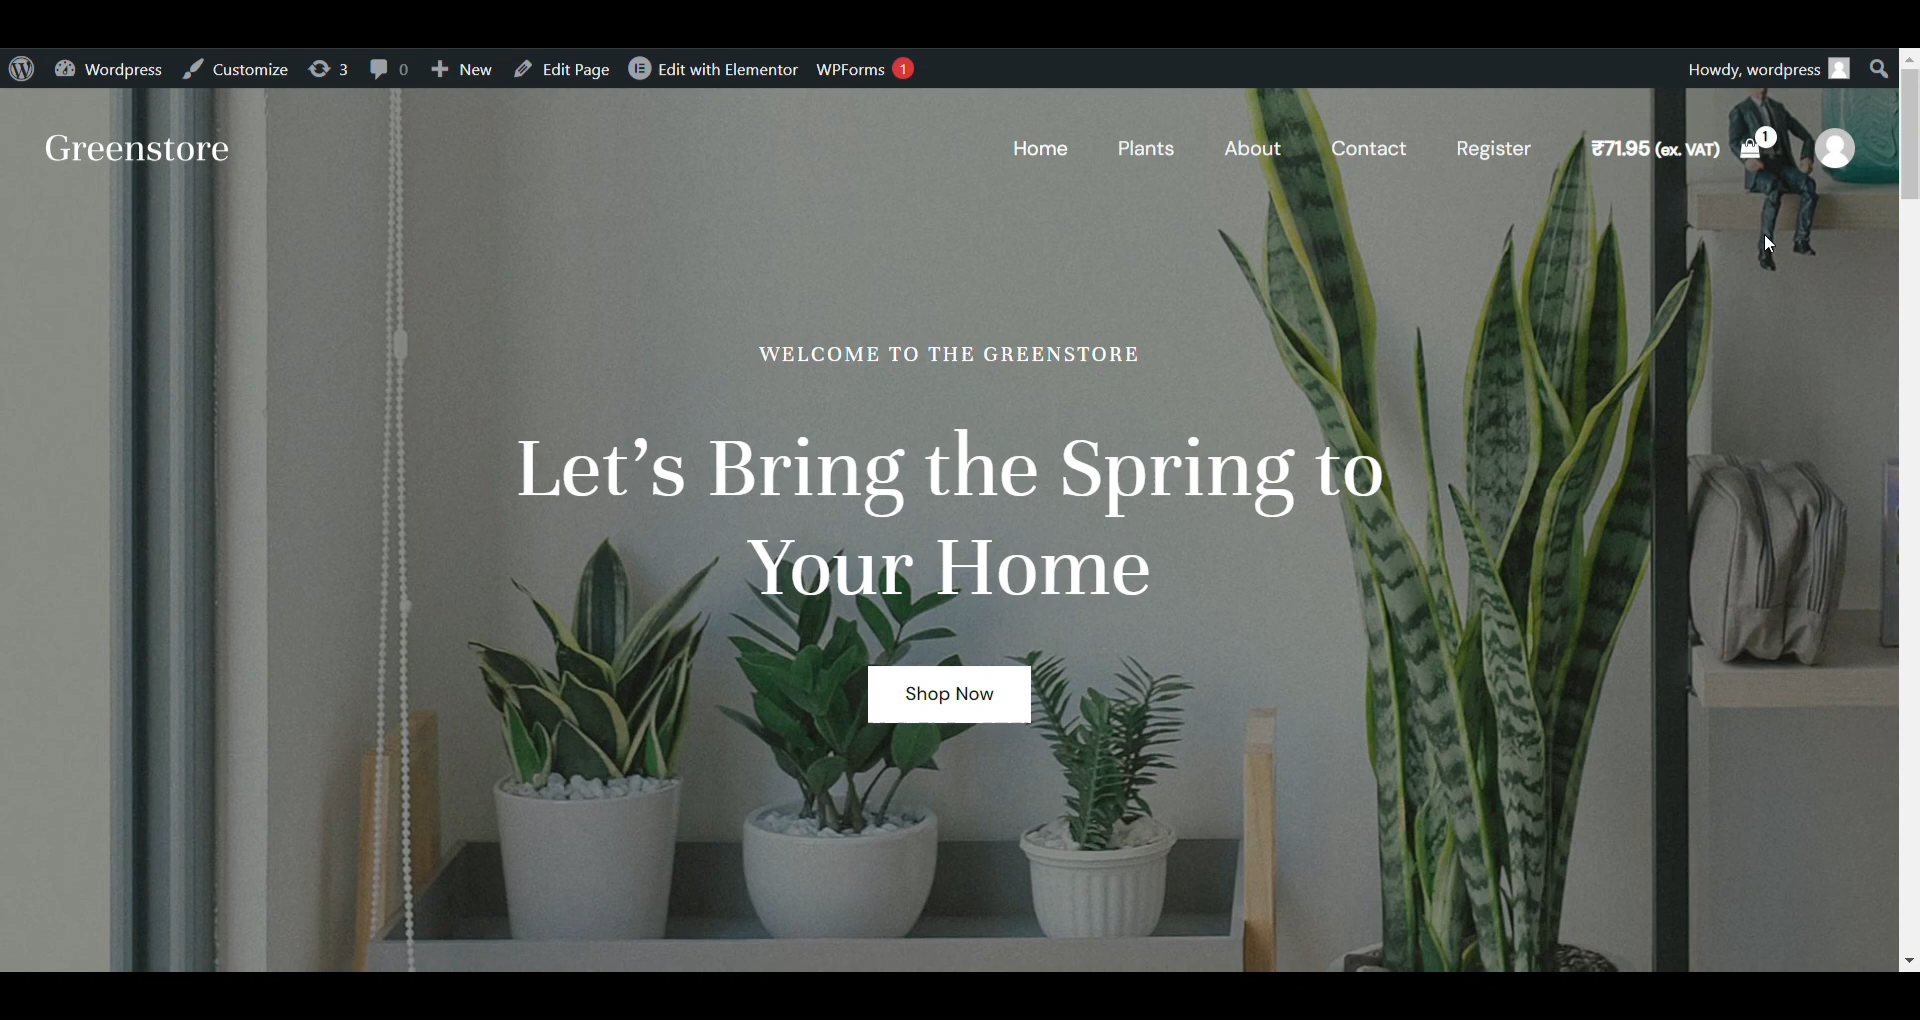 Wordpress Customize 3 0 New Edit Page Edit with Elementor WPForms 1 Howdy, wordpress
Greenstore Home Plants About Contact Register ₹71.95 (ex. VAT) 1
WELCOME TO THE GREENSTORE
Let’s Bring the Spring to
Your Home
Shop Now